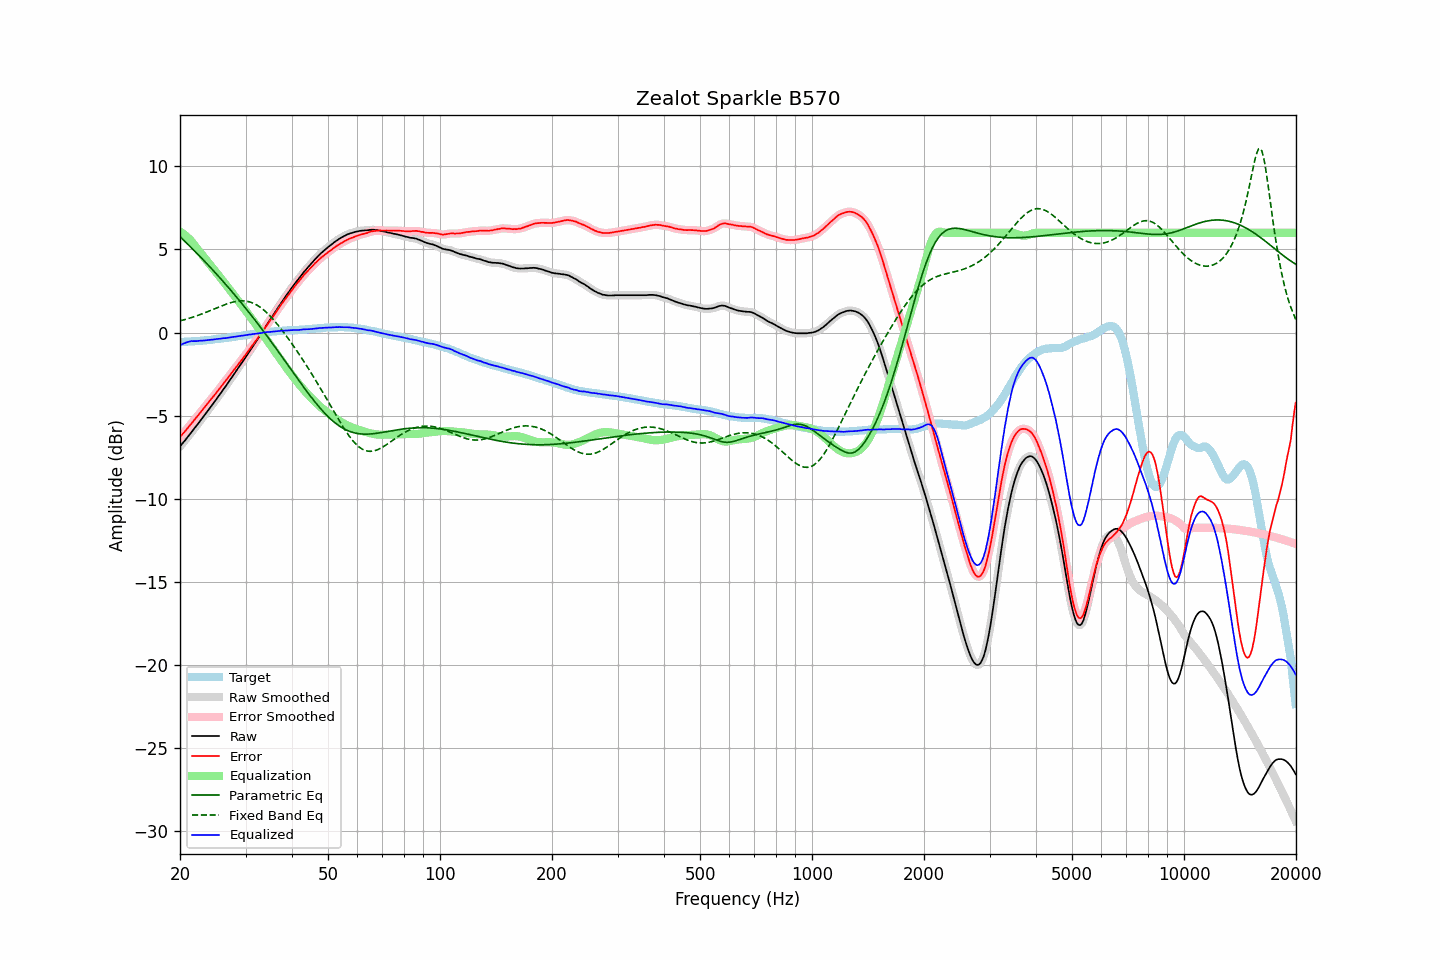 Zealot Sparkle B570
10
5
0
−5
−10
−15
−20
−25
−30
Amplitude (dBr)
Target
Raw Smoothed
Error Smoothed
Raw
Error
Equalization
Parametric Eq
Fixed Band Eq
Equalized
20 50 100 200 500 1000 2000 5000 10000 20000
Frequency (Hz)